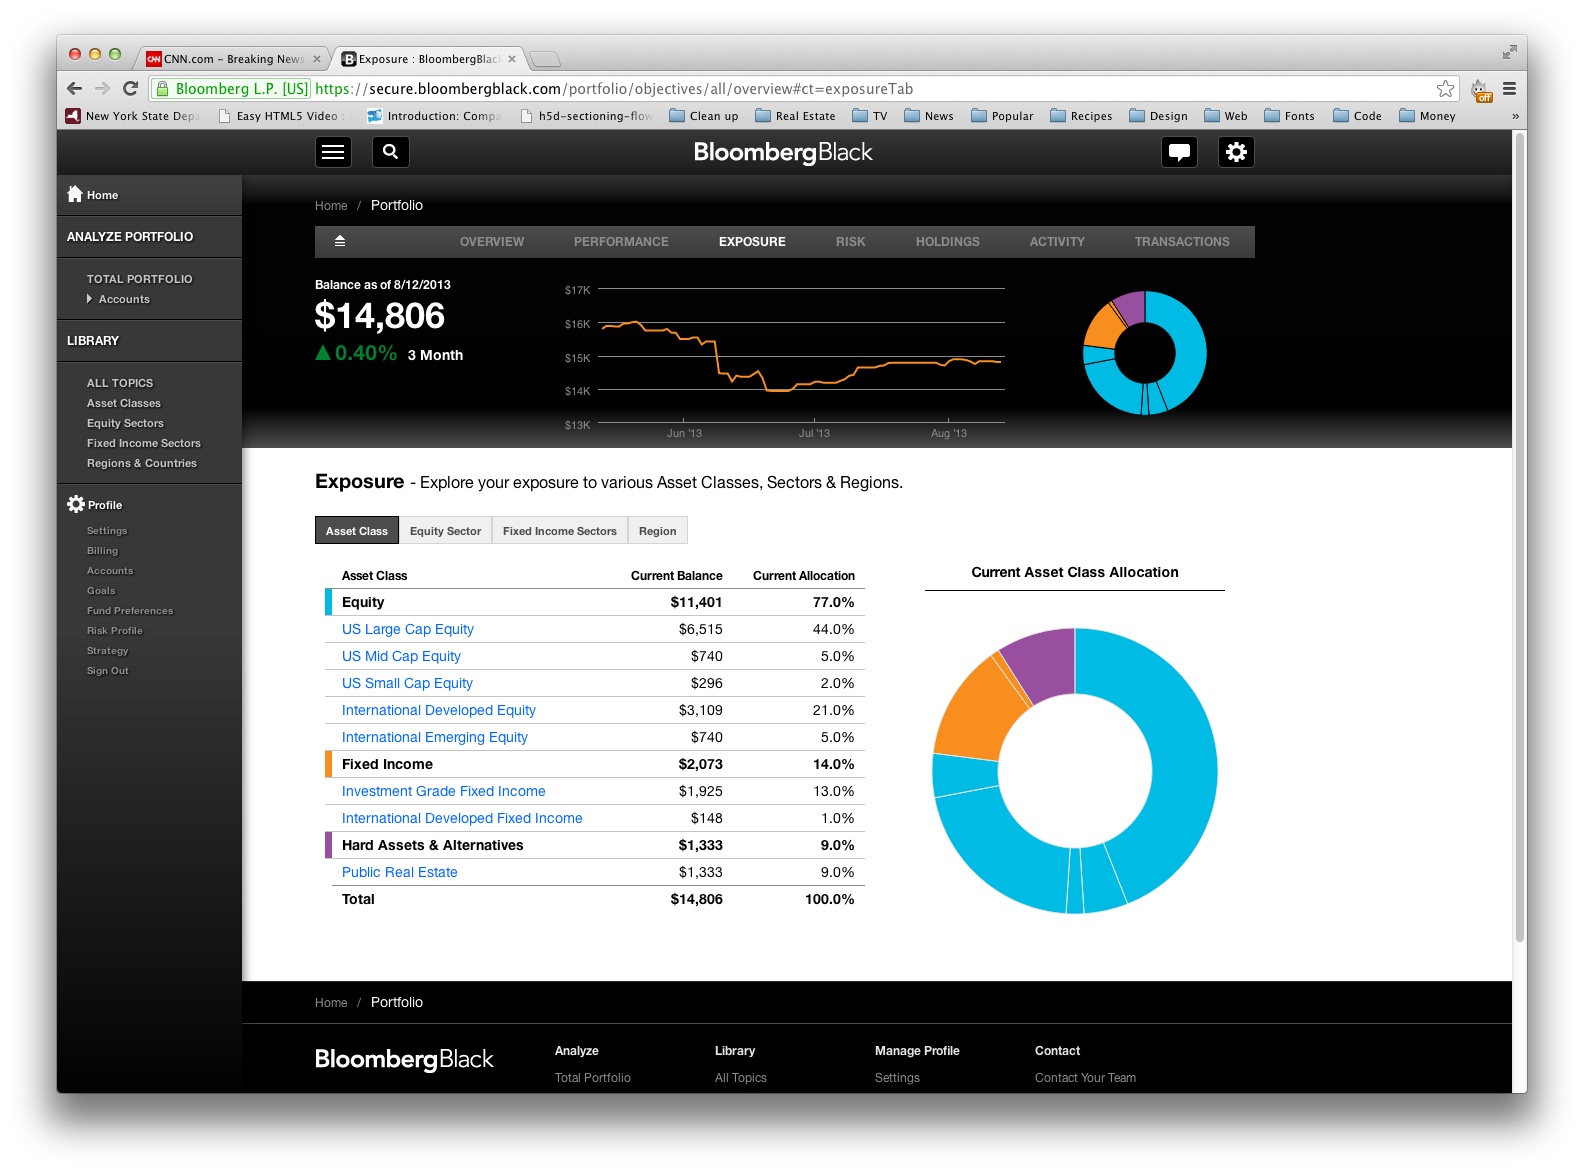 CNN.com – Breaking News,
Exposure : BloombergBlac
Bloomberg L.P. [US] https://secure.bloombergblack.com/portfolio/objectives/all/overview#ct=exposureTab
off
New York State Depa
Easy HTML5 Video :
Introduction: Compa
h5d-sectioning-flow
Clean up
Real Estate
TV
News
Popular
Recipes
Design
Web
Fonts
Code
Money
»
BloombergBlack
Home
ANALYZE PORTFOLIO
TOTAL PORTFOLIO
Accounts
LIBRARY
ALL TOPICS
Asset Classes
Equity Sectors
Fixed Income Sectors
Regions & Countries
Profile
Settings
Billing
Accounts
Goals
Fund Preferences
Risk Profile
Strategy
Sign Out
Home / Portfolio
OVERVIEW PERFORMANCE EXPOSURE RISK HOLDINGS ACTIVITY TRANSACTIONS
Balance as of 8/12/2013
$14,806
0.40% 3 Month
$17K
$16K
$15K
$14K
$13K
Jun '13 Jul '13 Aug '13
Exposure - Explore your exposure to various Asset Classes, Sectors & Regions.
Asset Class Equity Sector Fixed Income Sectors Region
Asset Class Current Balance Current Allocation
Equity $11,401 77.0%
US Large Cap Equity $6,515 44.0%
US Mid Cap Equity $740 5.0%
US Small Cap Equity $296 2.0%
International Developed Equity $3,109 21.0%
International Emerging Equity $740 5.0%
Fixed Income $2,073 14.0%
Investment Grade Fixed Income $1,925 13.0%
International Developed Fixed Income $148 1.0%
Hard Assets & Alternatives $1,333 9.0%
Public Real Estate $1,333 9.0%
Total $14,806 100.0%
Current Asset Class Allocation
Home / Portfolio
BloombergBlack
Analyze
Total Portfolio
Library
All Topics
Manage Profile
Settings
Contact
Contact Your Team